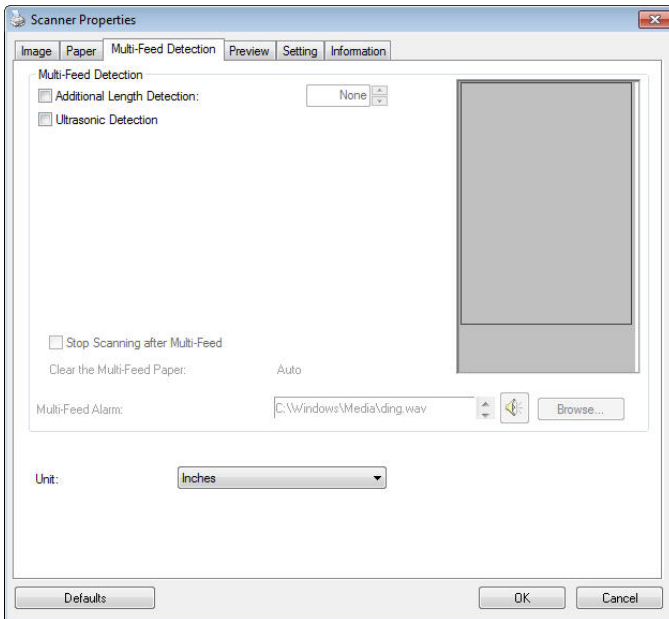 Scanner Properties
Image Paper Multi-Feed Detection Preview Setting Information
Multi-Feed Detection
Additional Length Detection: None
Ultrasonic Detection
Stop Scanning after Multi-Feed
Clear the Multi-Feed Paper: Auto
Multi-Feed Alarm: C:\Windows\Media\ding.wav Browse...
Unit: Inches
Defaults OK Cancel